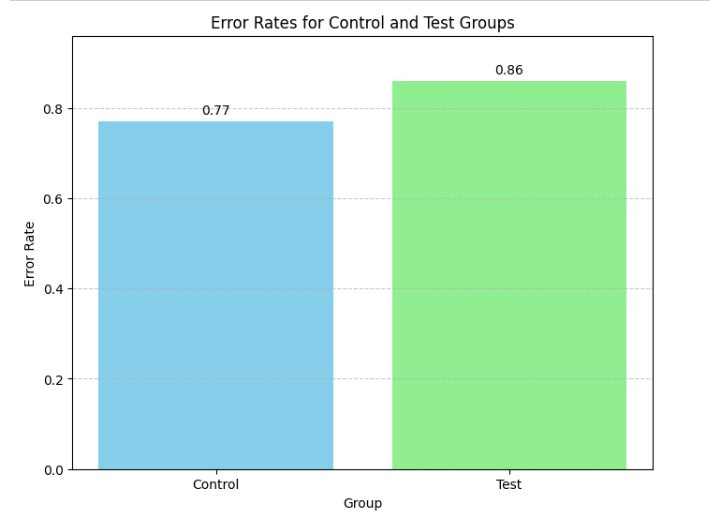 Error Rates for Control and Test Groups
0.86
0.77
0.8
0.6
0.4
0.2
0.0
Error Rate
Control
Test
Group